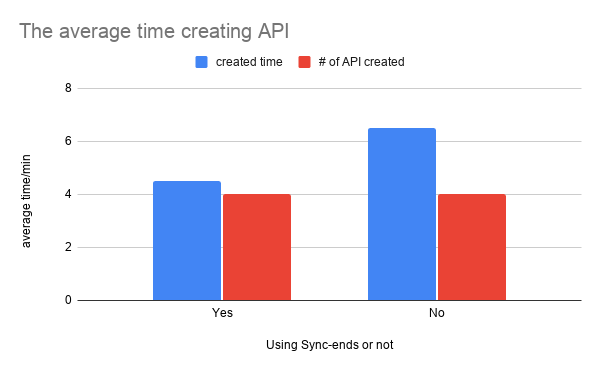 The average time creating API
created time
# of API created
8
6
4
2
0
average time/min
Yes
No
Using Sync-ends or not